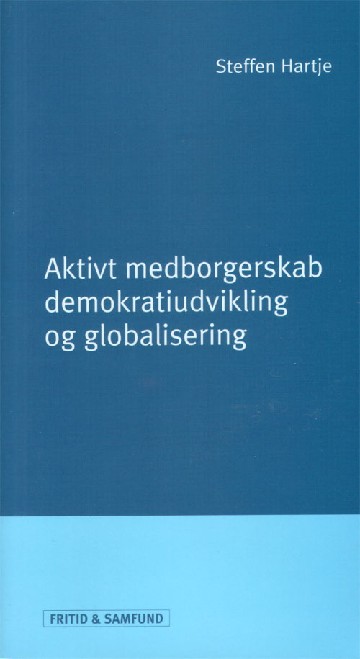 Steffen Hartje
Aktivt medborgerskab
demokratiudvikling
og globalisering
FRITID & SAMFUND